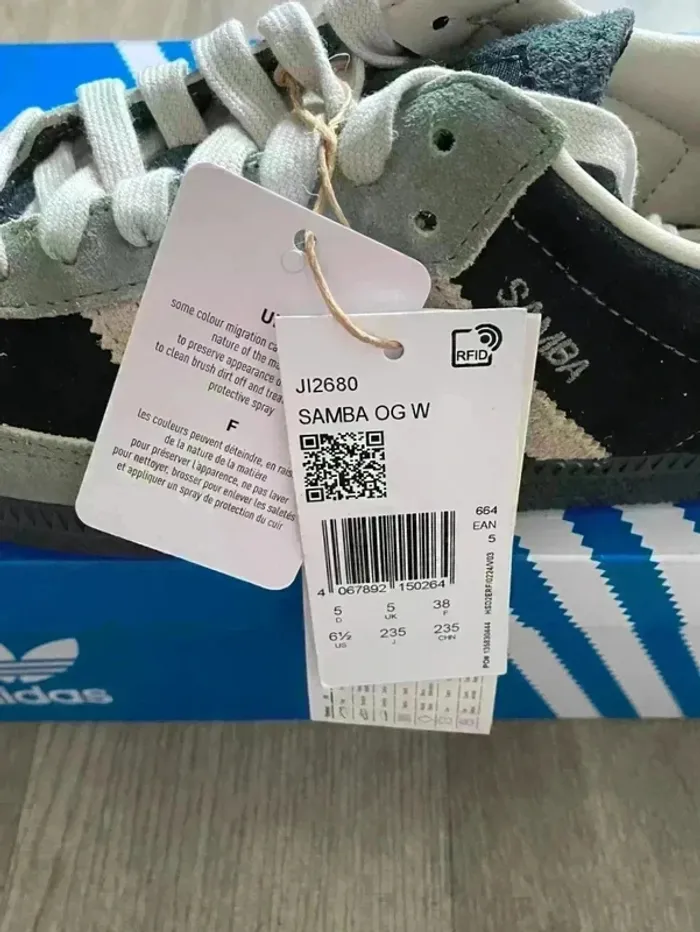 SAMBA
U
some colour migration ca
nature of the ma
to preserve appearance
to clean brush dirt off and trea
protective spray
F
les couleurs peuvent déteindre, en rais
de la nature de la matière
pour préserver l'apparence, ne pas laver
pour nettoyer, brosser pour enlever les saletés
et appliquer un spray de protection du cuir
RFID
JI2680
SAMBA OG W
664
EAN
5
4 067892 150264
5 5 38
D UK F
6½ 235 235
US J CHN
didas